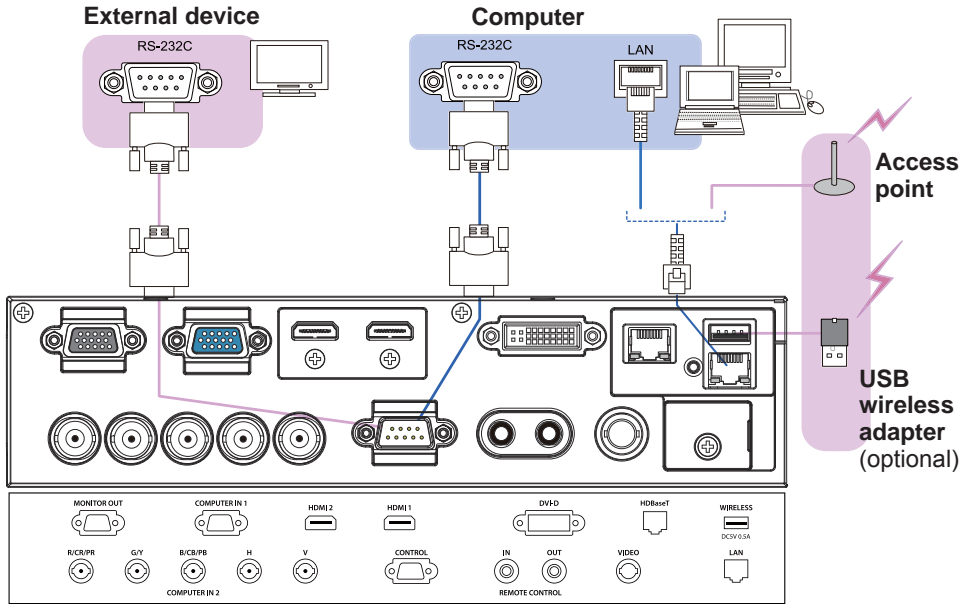 External device
Computer
RS-232C
RS-232C
LAN
Access
point
USB
wireless
adapter
(optional)
MONITOR OUT
COMPUTER IN 1
HDMI 2
HDMI 1
DVI-D
HDBaseT
WIRELESS
DC5V 0.5A
R/CR/PR
G/Y
B/CB/PB
H
V
CONTROL
IN
OUT
VIDEO
LAN
COMPUTER IN 2
REMOTE CONTROL